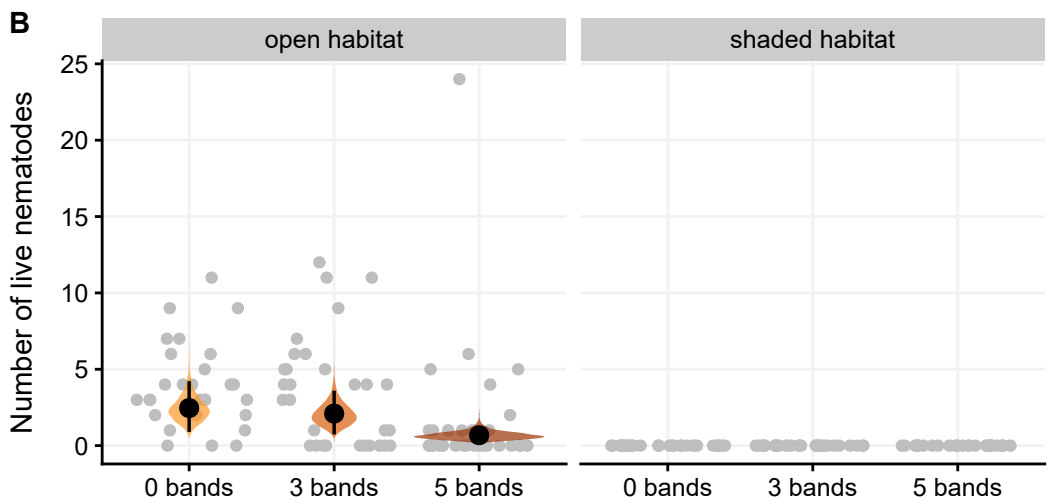 B
open habitat
shaded habitat
Number of live nematodes
25
20
15
10
5
0
0 bands
3 bands
5 bands
0 bands
3 bands
5 bands